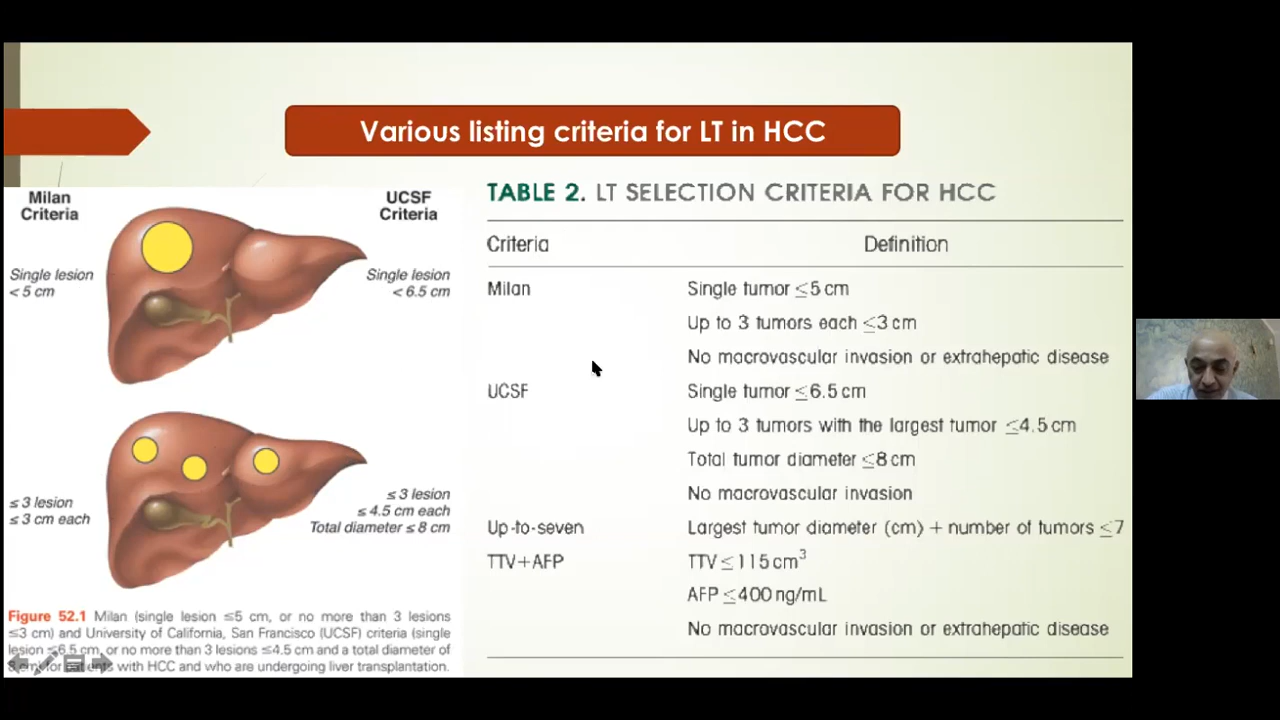 Various listing criteria for LT in HCC
Milan
Criteria
UCSF
Criteria
Single lesion
< 5 cm
Single lesion
< 6.5 cm
≤ 3 lesion
≤ 3 cm each
≤ 3 lesion
≤ 4.5 cm each
Total diameter ≤ 8 cm
Figure 52.1 Milan (single lesion ≤5 cm, or no more than 3 lesions
≤3 cm) and University of California, San Francisco (UCSF) criteria (single
lesion ≤6.5 cm, or no more than 3 lesions ≤4.5 cm and a total diameter of
8 cm) for patients with HCC and who are undergoing liver transplantation.
TABLE 2. LT SELECTION CRITERIA FOR HCC
Criteria Definition
Milan Single tumor ≤5 cm
Up to 3 tumors each ≤3 cm
No macrovascular invasion or extrahepatic disease
UCSF Single tumor ≤6.5 cm
Up to 3 tumors with the largest tumor ≤4.5 cm
Total tumor diameter ≤8 cm
No macrovascular invasion
Up-to-seven Largest tumor diameter (cm) + number of tumors ≤7
TTV+AFP TTV ≤115 cm³
AFP ≤400 ng/mL
No macrovascular invasion or extrahepatic disease